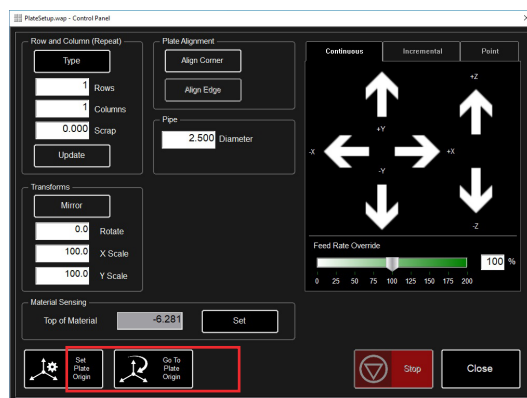 PlateSetup.wap - Control Panel
Row and Column (Repeat)
Type
1 Rows
1 Columns
0.000 Scrap
Update
Plate Alignment
Align Corner
Align Edge
Pipe
2.500 Diameter
Transforms
Mirror
0.0 Rotate
100.0 X Scale
100.0 Y Scale
Material Sensing
Top of Material -6.281 Set
Set
Plate
Origin
Go To
Plate
Origin
Continuous Incremental Point
+Z
+Y
-X +X
-Y
-Z
Feed Rate Override
100 %
0 25 50 75 100 125 150 175 200
Stop
Close